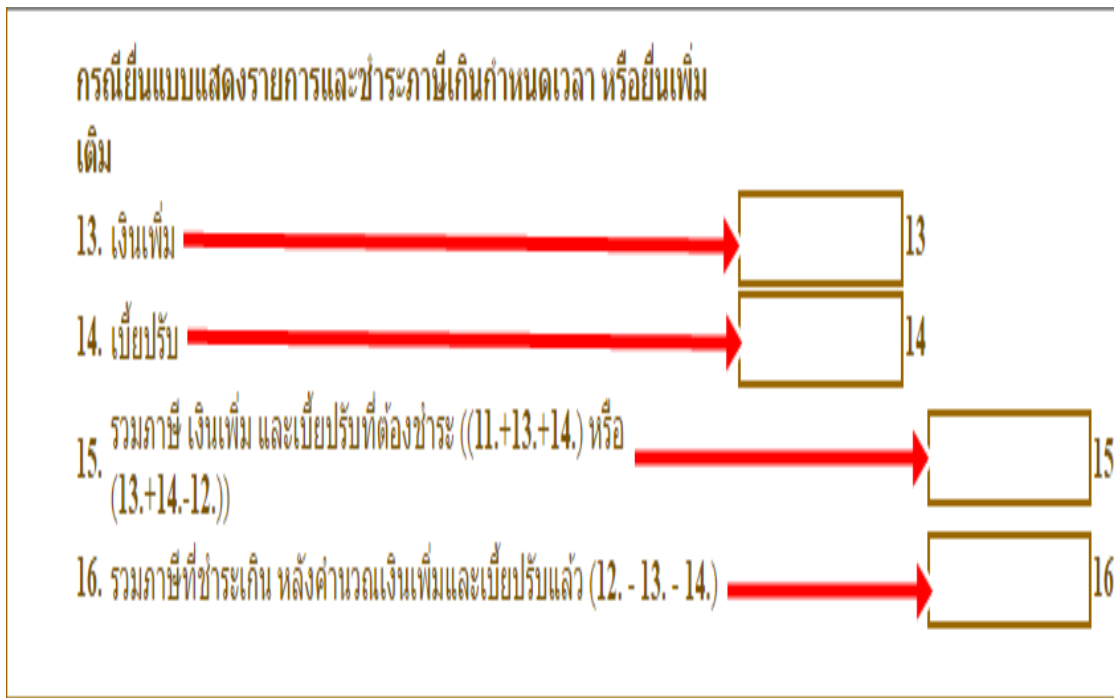 กรณียื่นแบบแสดงรายการและชำระภาษีเกินกำหนดเวลา หรือยื่นเพิ่ม
เติม
13. เงินเพิ่ม 13
14. เบี้ยปรับ 14
15. รวมภาษี เงินเพิ่ม และเบี้ยปรับที่ต้องชำระ ((11.+13.+14.) หรือ
(13.+14.-12.)) 15
16. รวมภาษีที่ชำระเกิน หลังคำนวณเงินเพิ่มและเบี้ยปรับแล้ว (12. - 13. - 14.) 16